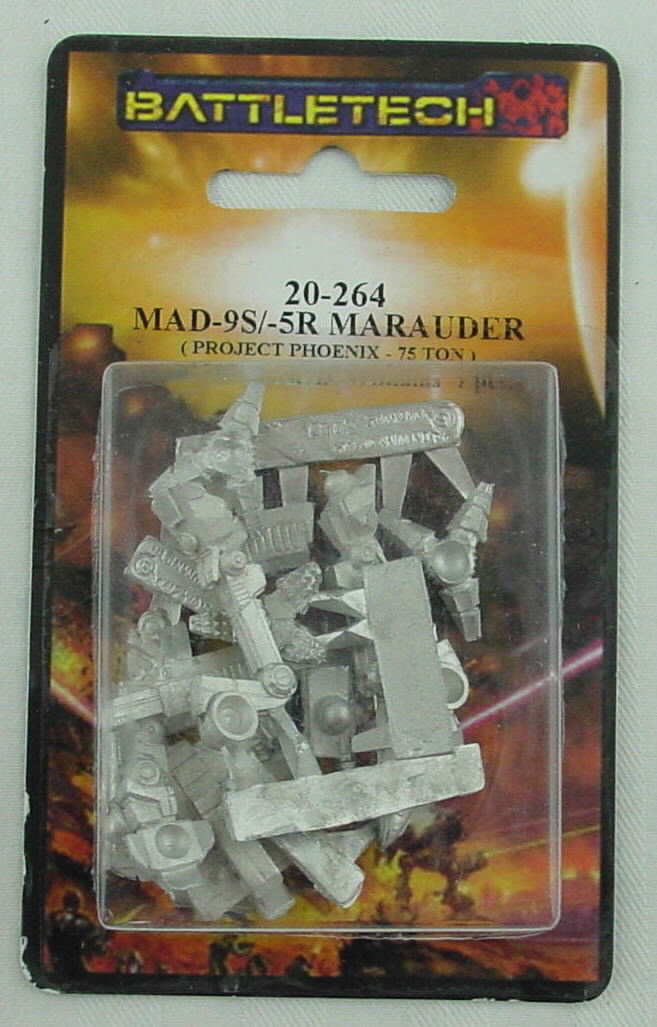 BATTLETECH
20-264
MAD-9S/-5R MARAUDER
( PROJECT PHOENIX - 75 TON )